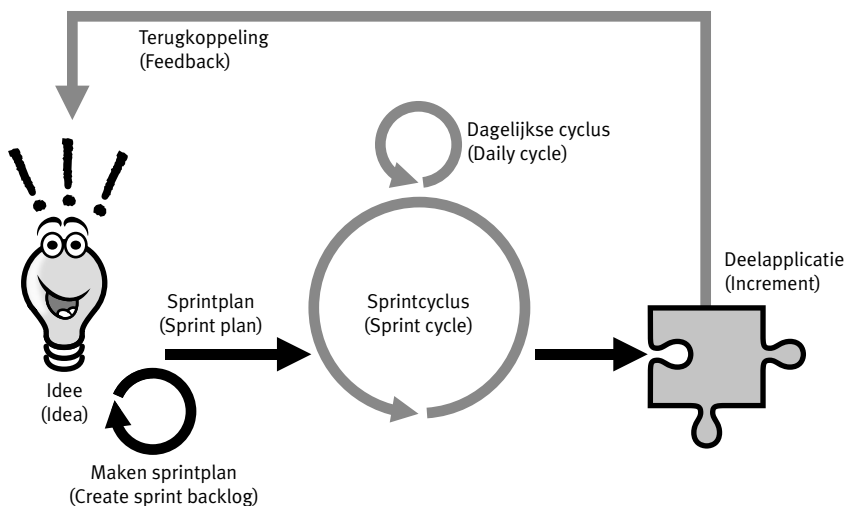 Terugkoppeling
(Feedback)
Dagelijkse cyclus
(Daily cycle)
Deelapplicatie
(Increment)
Sprintplan
(Sprint plan)
Sprintcyclus
(Sprint cycle)
Idee
(Idea)
Maken sprintplan
(Create sprint backlog)